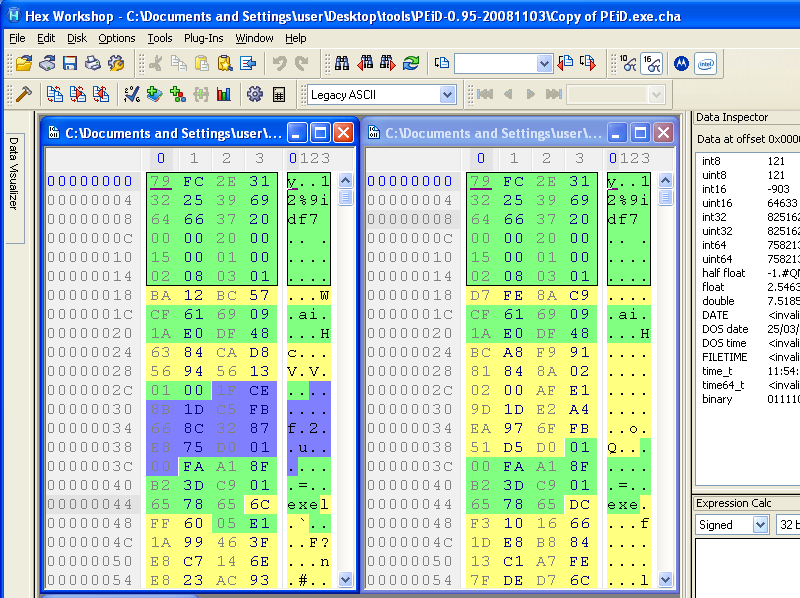 Hex Workshop - C:\Documents and Settings\user\Desktop\tools\PEiD-0.95-20081103\Copy of PEiD.exe.cha
File Edit Disk Options Tools Plug-Ins Window Help
10 16 intel
Legacy ASCII
Data Visualizer
C:\Documents and Settings\user\...
0 1 2 3 0123
00000000 79 FC 2E 31 y..1
00000004 32 25 39 69 2%9i
00000008 64 66 37 20 df7
0000000C 00 00 20 00 .. .
00000010 15 00 01 00 ....
00000014 02 08 03 01 ....
00000018 BA 12 BC 57 ...W
0000001C CF 61 69 09 .ai.
00000020 1A E0 DF 48 ...H
00000024 63 84 CA D8 c...
00000028 56 94 56 13 V.V.
0000002C 01 00 1F CE ....
00000030 8B 1D C5 FB ....
00000034 66 8C 32 87 f.2.
00000038 E8 75 D0 01 .u..
0000003C 00 FA A1 8F ....
00000040 B2 3D C9 01 .=..
00000044 65 78 65 6C exel
00000048 FF 60 05 E1 .`..
0000004C 1A 99 46 3F ..F?
00000050 E8 C7 14 6E ...n
00000054 E8 23 AC 93 .#..
C:\Documents and Settings\user\...
0 1 2 3 0123
00000000 79 FC 2E 31 y..1
00000004 32 25 39 69 2%9i
00000008 64 66 37 20 df7
0000000C 00 00 20 00 .. .
00000010 15 00 01 00 ....
00000014 02 08 03 01 ....
00000018 D7 FE 8A C9 ....
0000001C CF 61 69 09 .ai.
00000020 1A E0 DF 48 ...H
00000024 BC A8 F9 91 ....
00000028 81 84 8A 02 ....
0000002C 02 00 AF E1 ....
00000030 9D 1D E2 A4 ....
00000034 EA 97 6F FB ..o.
00000038 51 D5 D0 01 Q...
0000003C 00 FA A1 8F ....
00000040 B2 3D C9 01 .=..
00000044 65 78 65 DC exe.
00000048 F3 10 16 66 ...f
0000004C 1D E8 B8 84 ....
00000050 13 C1 A7 FE ....
00000054 7F DE D7 6C ...l
Data Inspector
Data at offset 0x0000
int8 121
uint8 121
int16 -903
uint16 64633
int32 825162
uint32 825162
int64 758213
uint64 758213
half float -1.#QN
float 2.5463
double 7.5185
DATE <invali
DOS date 25/03/
DOS time <invali
FILETIME <invali
time_t 11:54:
time64_t <invali
binary 011110
Expression Calc
Signed 32 b